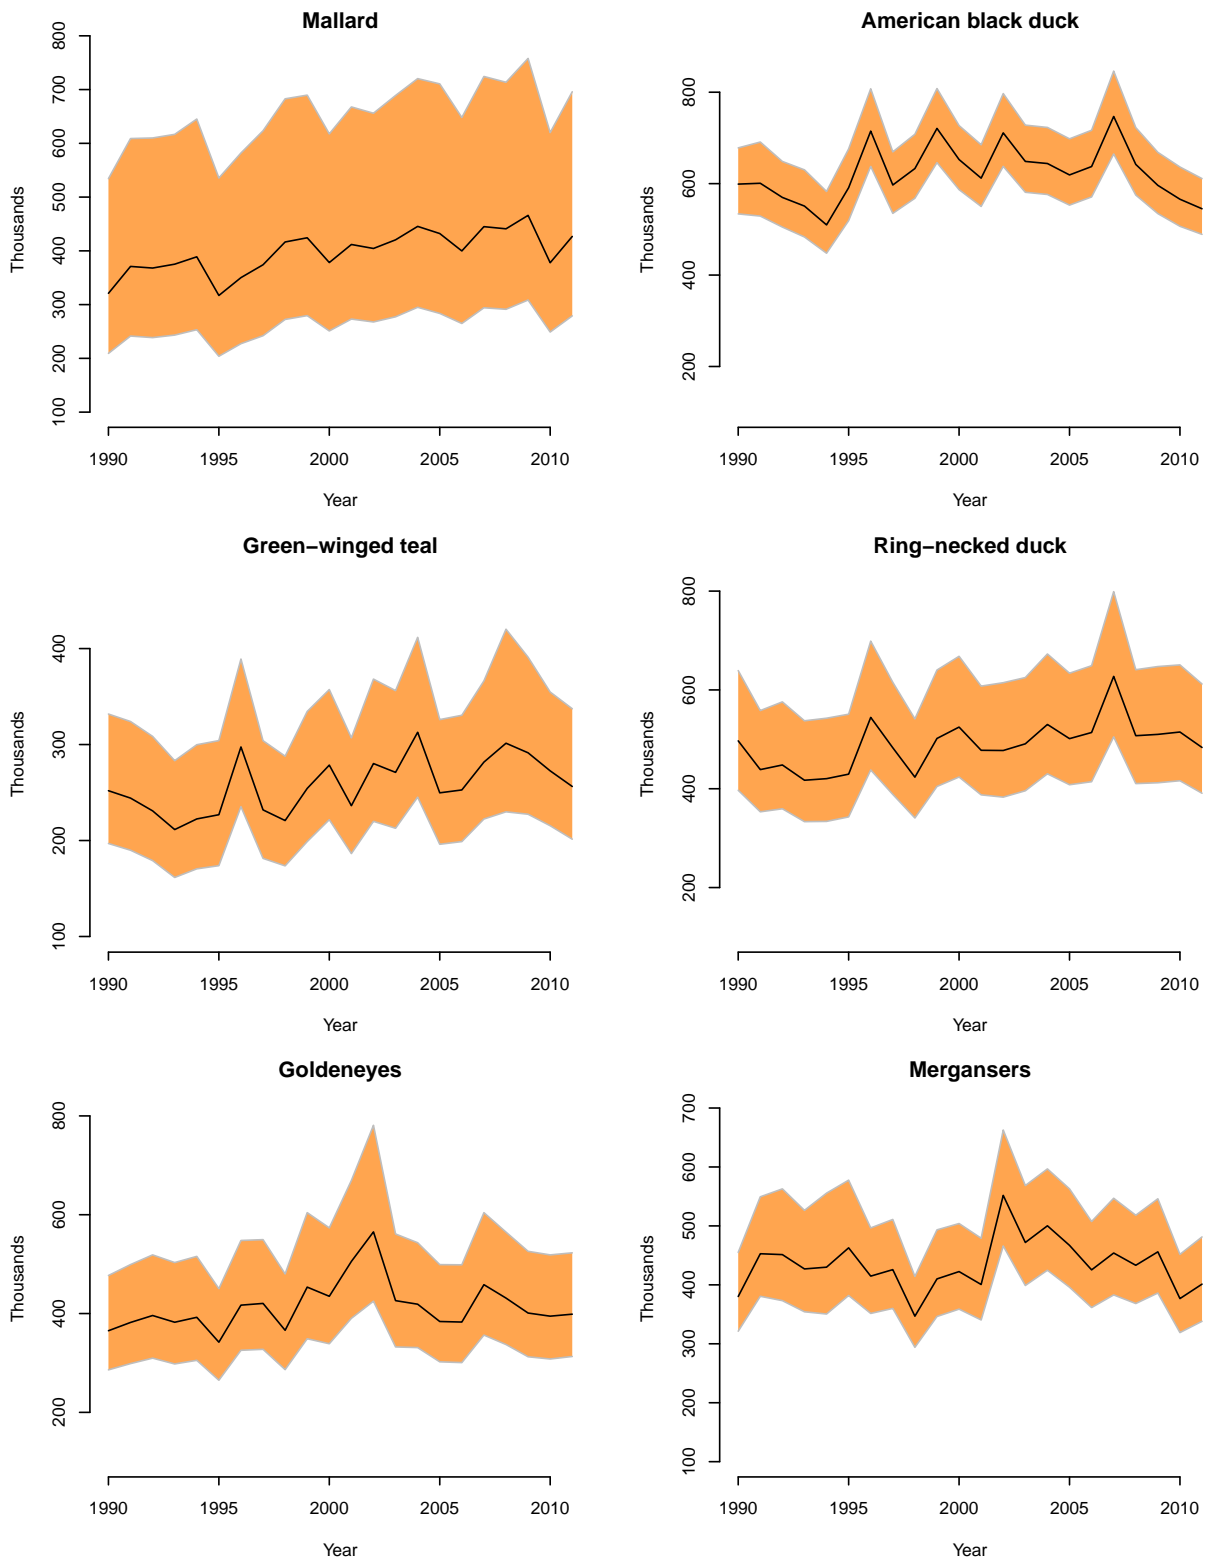 Mallard
Thousands
800
700
600
500
400
300
200
100
1990 1995 2000 2005 2010
Year
American black duck
Thousands
800
600
400
200
1990 1995 2000 2005 2010
Year
Green−winged teal
Thousands
400
300
200
100
1990 1995 2000 2005 2010
Year
Ring−necked duck
Thousands
800
600
400
200
1990 1995 2000 2005 2010
Year
Goldeneyes
Thousands
800
600
400
200
1990 1995 2000 2005 2010
Year
Mergansers
Thousands
700
600
500
400
300
200
100
1990 1995 2000 2005 2010
Year